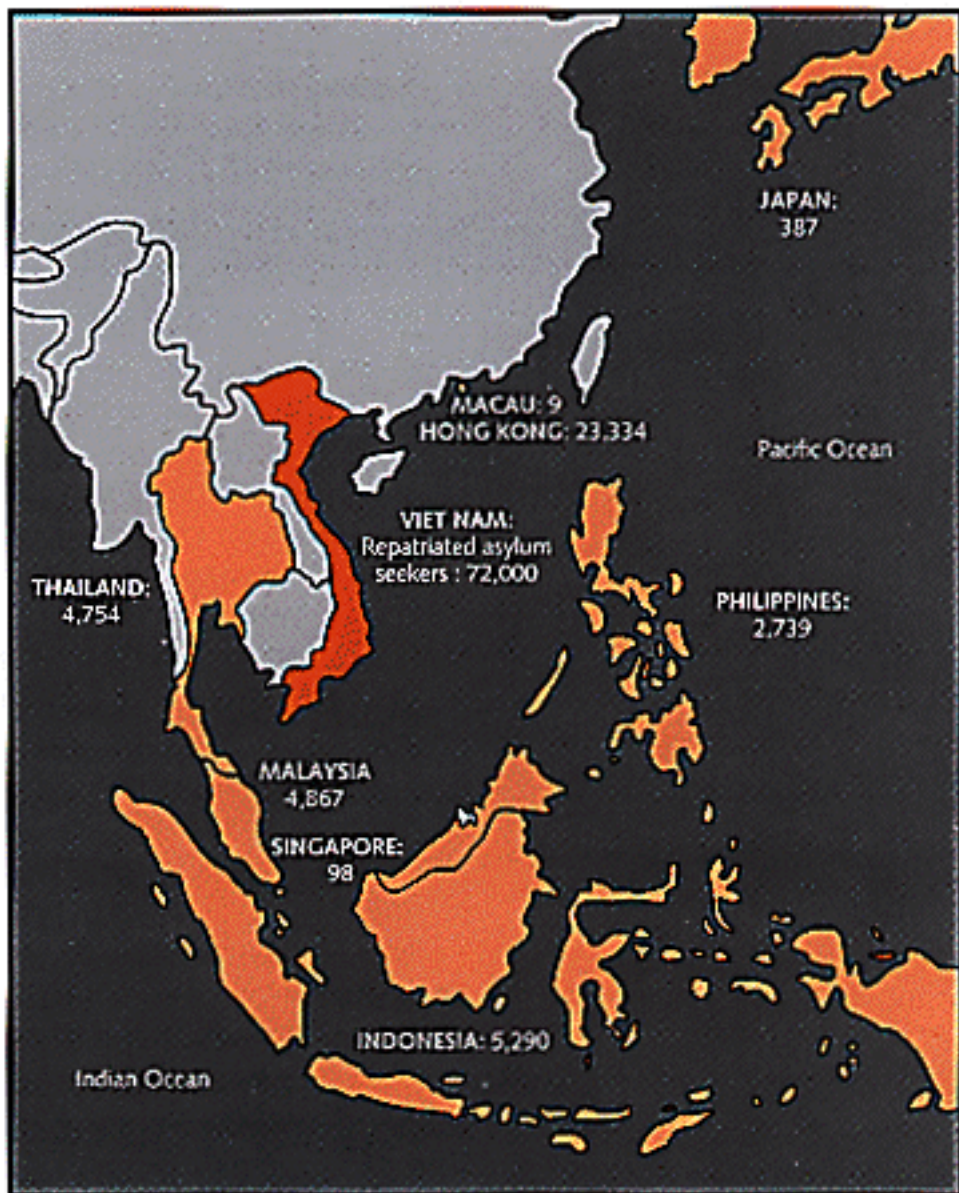 JAPAN:
387
MACAU: 9
HONG KONG: 23,334
Pacific Ocean
VIET NAM:
Repatriated asylum
seekers : 72,000
THAILAND:
4,754
PHILIPPINES:
2,739
MALAYSIA
4,867
SINGAPORE:
98
INDONESIA: 5,290
Indian Ocean